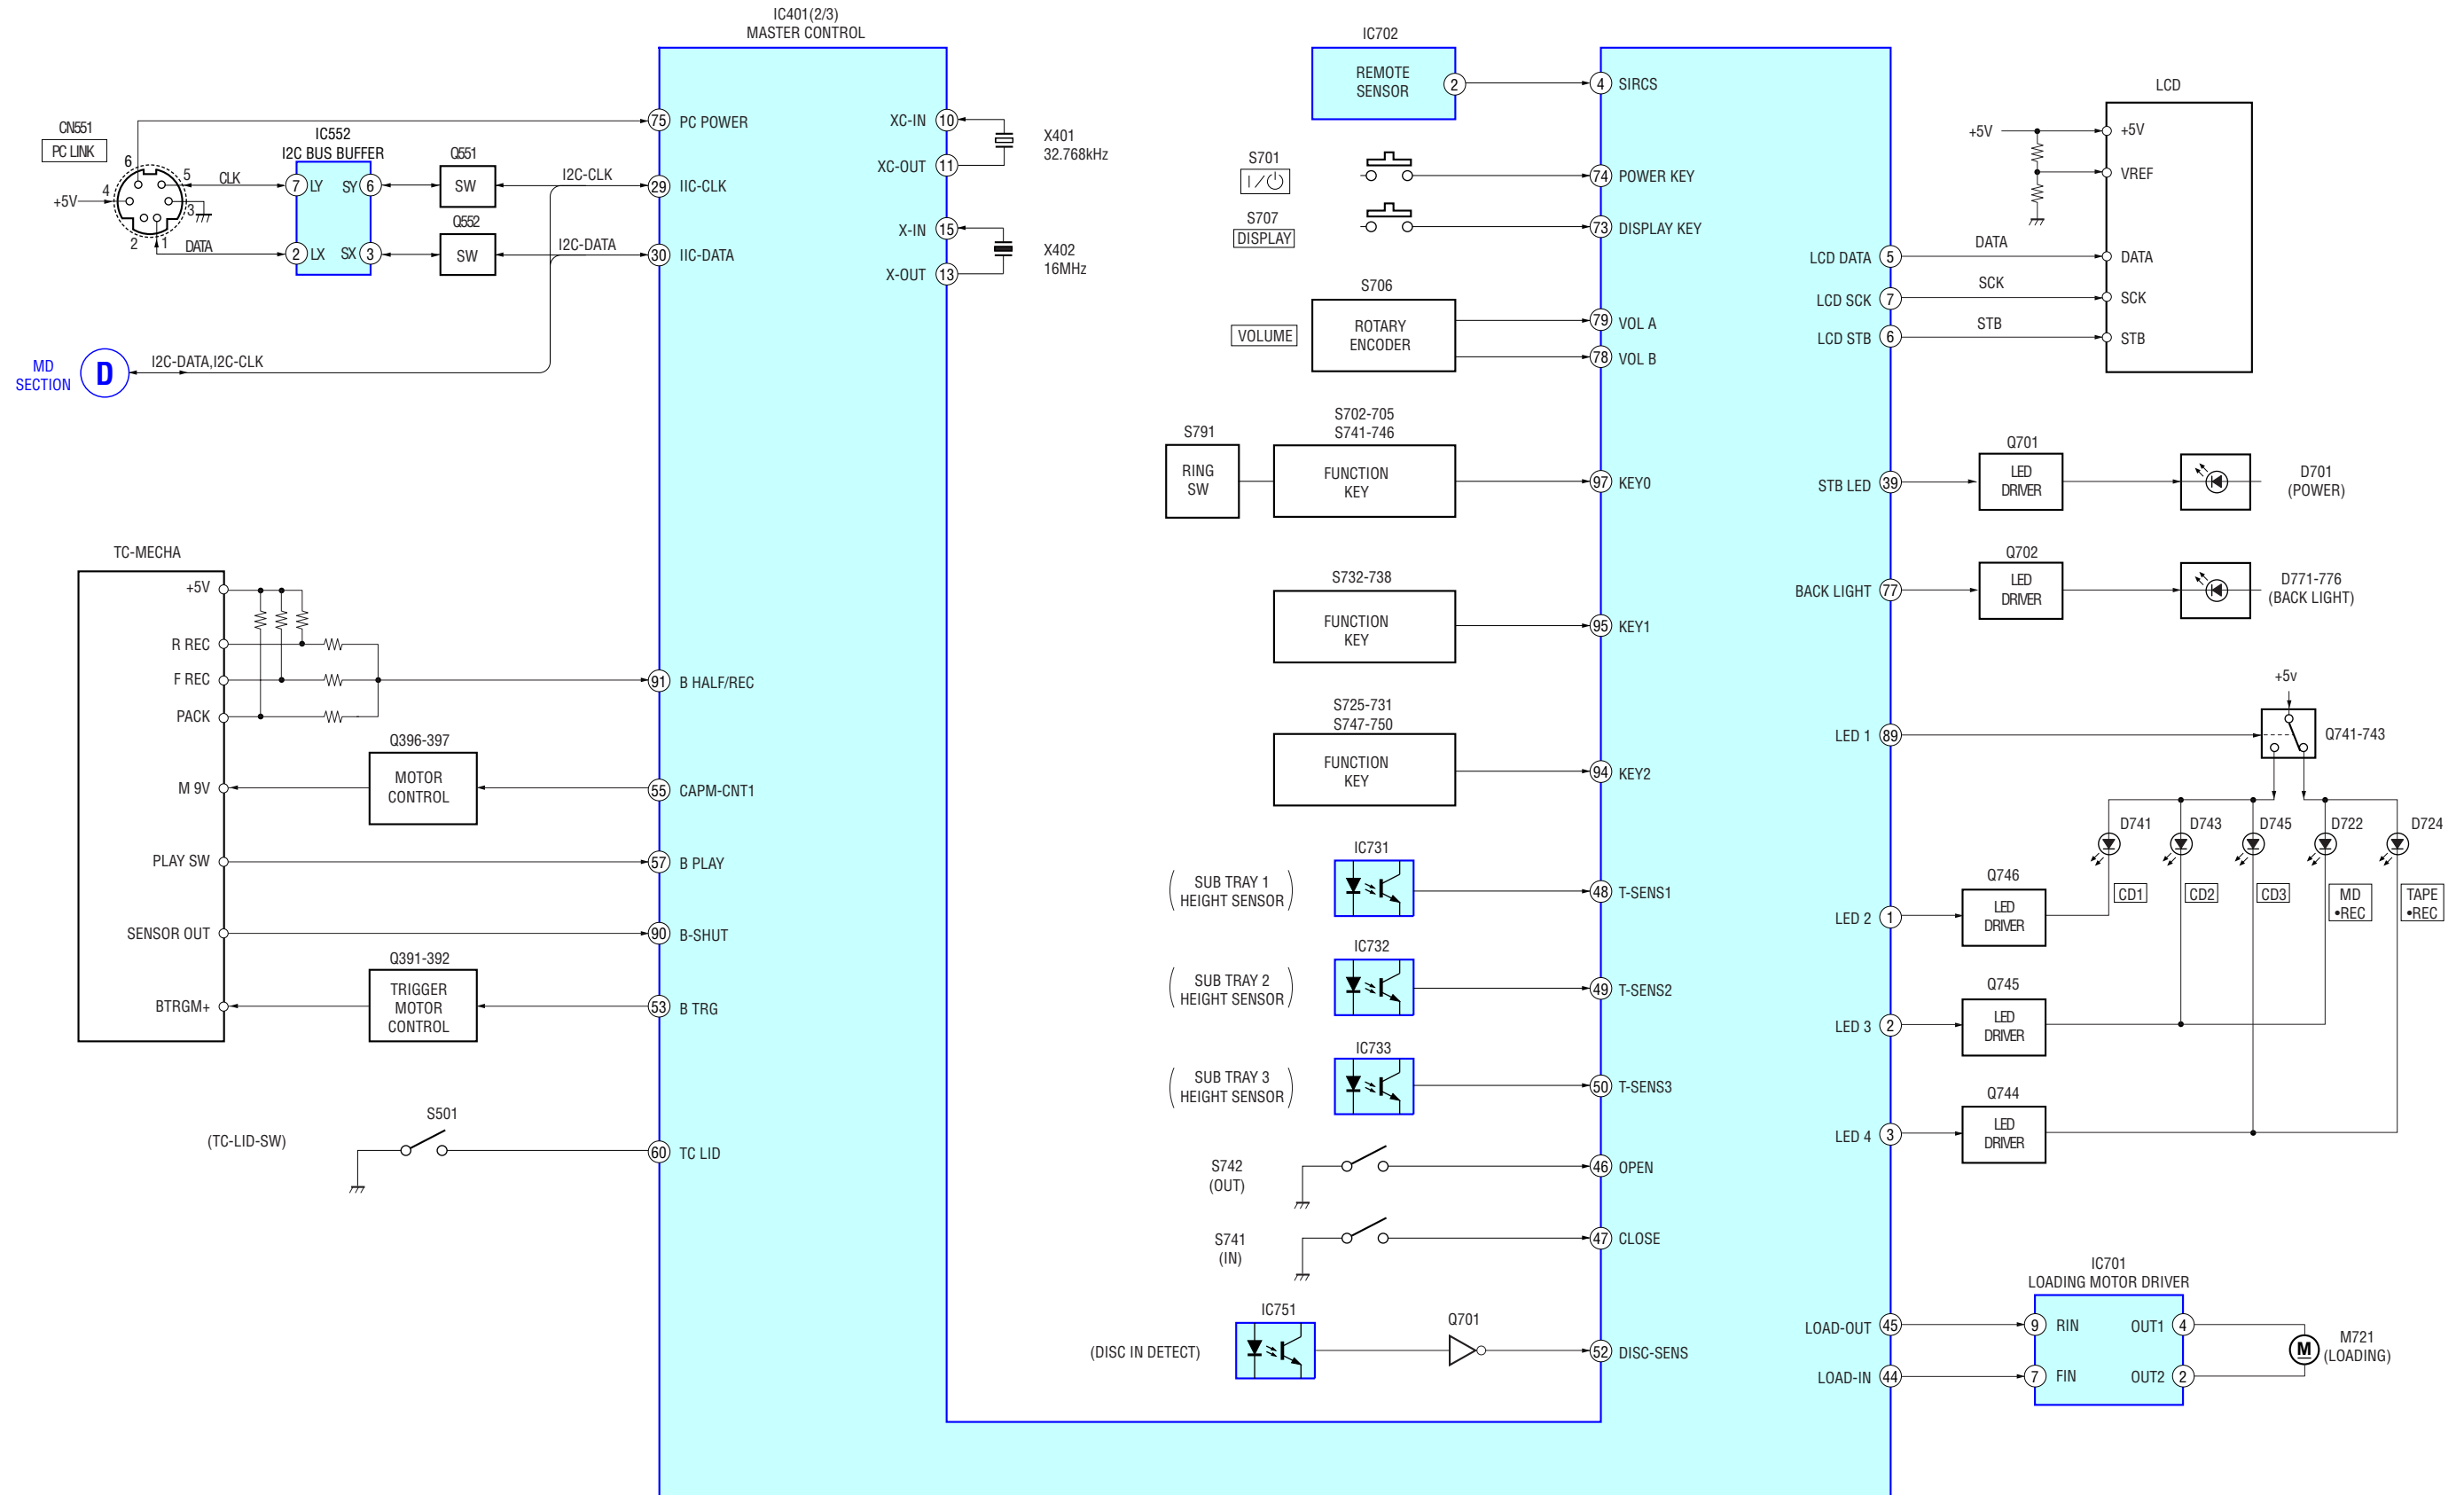 IC401(2/3)
MASTER CONTROL
CN551
PC LINK
6
5
4
3
2
1
+5V
CLK
DATA
IC552
I2C BUS BUFFER
7
LY
SY
6
2
LX
SX
3
Q551
SW
Q552
SW
I2C-CLK
I2C-DATA
75
PC POWER
29
IIC-CLK
30
IIC-DATA
XC-IN
10
XC-OUT
11
X-IN
15
X-OUT
13
X401
32.768kHz
X402
16MHz
MD
SECTION
D
I2C-DATA,I2C-CLK
TC-MECHA
+5V
R REC
F REC
PACK
M 9V
PLAY SW
SENSOR OUT
BTRGM+
Q396-397
MOTOR
CONTROL
Q391-392
TRIGGER
MOTOR
CONTROL
91
B HALF/REC
55
CAPM-CNT1
57
B PLAY
90
B-SHUT
53
B TRG
(TC-LID-SW)
S501
60
TC LID
IC702
REMOTE
SENSOR
2
4
SIRCS
S701
I/⏻
74
POWER KEY
S707
DISPLAY
73
DISPLAY KEY
S706
VOLUME
ROTARY
ENCODER
79
VOL A
78
VOL B
S791
RING
SW
S702-705
S741-746
FUNCTION
KEY
97
KEY0
S732-738
FUNCTION
KEY
95
KEY1
S725-731
S747-750
FUNCTION
KEY
94
KEY2
IC731
(SUB TRAY 1
HEIGHT SENSOR)
48
T-SENS1
IC732
(SUB TRAY 2
HEIGHT SENSOR)
49
T-SENS2
IC733
(SUB TRAY 3
HEIGHT SENSOR)
50
T-SENS3
S742
(OUT)
46
OPEN
S741
(IN)
47
CLOSE
(DISC IN DETECT)
IC751
Q701
52
DISC-SENS
LCD
+5V
+5V
VREF
LCD DATA
5
DATA
DATA
LCD SCK
7
SCK
SCK
LCD STB
6
STB
STB
STB LED
39
Q701
LED
DRIVER
D701
(POWER)
BACK LIGHT
77
Q702
LED
DRIVER
D771-776
(BACK LIGHT)
+5v
LED 1
89
Q741-743
D741
D743
D745
D722
D724
CD1
CD2
CD3
MD
•REC
TAPE
•REC
LED 2
1
Q746
LED
DRIVER
LED 3
2
Q745
LED
DRIVER
LED 4
3
Q744
LED
DRIVER
IC701
LOADING MOTOR DRIVER
LOAD-OUT
45
9
RIN
OUT1
4
LOAD-IN
44
7
FIN
OUT2
2
M
M721
(LOADING)